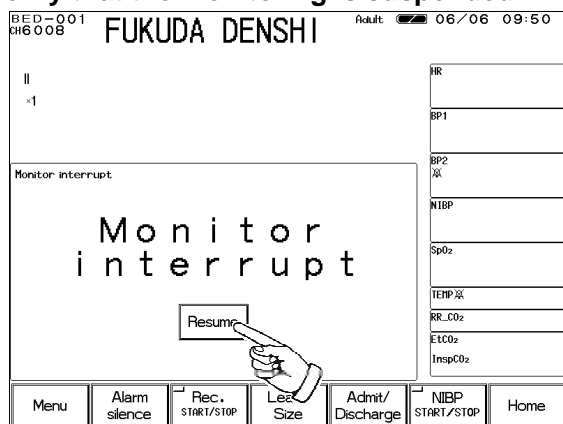 BED-001
CH6008
FUKUDA DENSHI
Adult
06/06 09:50
II
×1
HR
BP1
BP2
NIBP
SpO2
TEMP
RR_CO2
EtCO2
InspCO2
Monitor interrupt
Monitor
interrupt
Resume
Menu
Alarm
silence
Rec.
START/STOP
Size
Admit/
Discharge
NIBP
START/STOP
Home